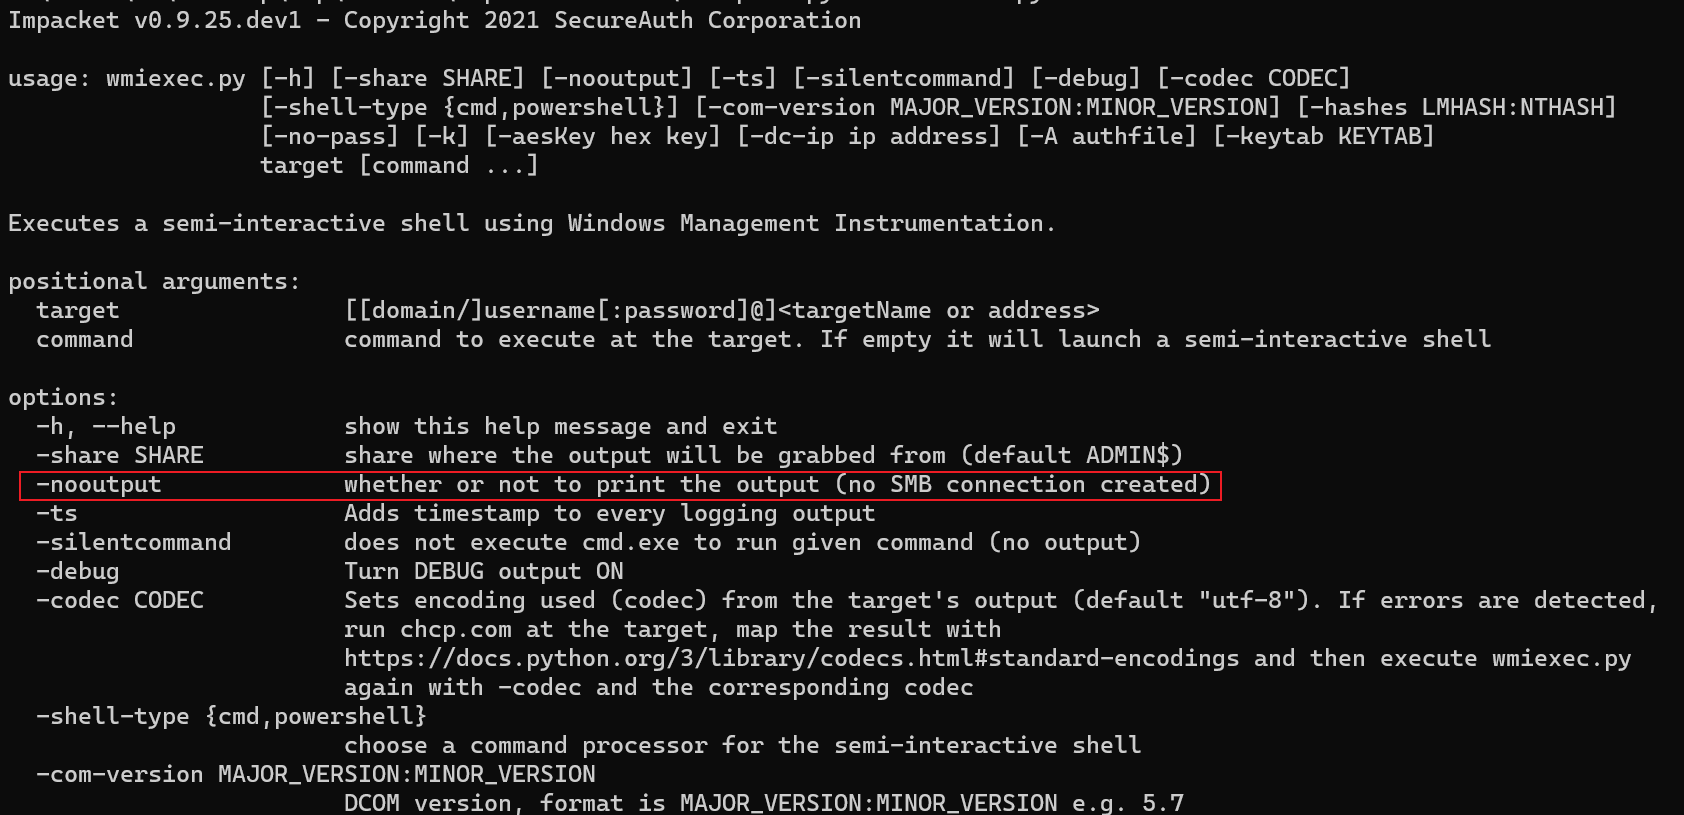 Impacket v0.9.25.dev1 - Copyright 2021 SecureAuth Corporation
usage: wmiexec.py [-h] [-share SHARE] [-nooutput] [-ts] [-silentcommand] [-debug] [-codec CODEC]
[-shell-type {cmd,powershell}] [-com-version MAJOR_VERSION:MINOR_VERSION] [-hashes LMHASH:NTHASH]
[-no-pass] [-k] [-aesKey hex key] [-dc-ip ip address] [-A authfile] [-keytab KEYTAB]
target [command ...]
Executes a semi-interactive shell using Windows Management Instrumentation.
positional arguments:
target [[domain/]username[:password]@]<targetName or address>
command command to execute at the target. If empty it will launch a semi-interactive shell
options:
-h, --help show this help message and exit
-share SHARE share where the output will be grabbed from (default ADMIN$)
-nooutput whether or not to print the output (no SMB connection created)
-ts Adds timestamp to every logging output
-silentcommand does not execute cmd.exe to run given command (no output)
-debug Turn DEBUG output ON
-codec CODEC Sets encoding used (codec) from the target's output (default "utf-8"). If errors are detected,
run chcp.com at the target, map the result with
https://docs.python.org/3/library/codecs.html#standard-encodings and then execute wmiexec.py
again with -codec and the corresponding codec
-shell-type {cmd,powershell}
choose a command processor for the semi-interactive shell
-com-version MAJOR_VERSION:MINOR_VERSION
DCOM version, format is MAJOR_VERSION:MINOR_VERSION e.g. 5.7